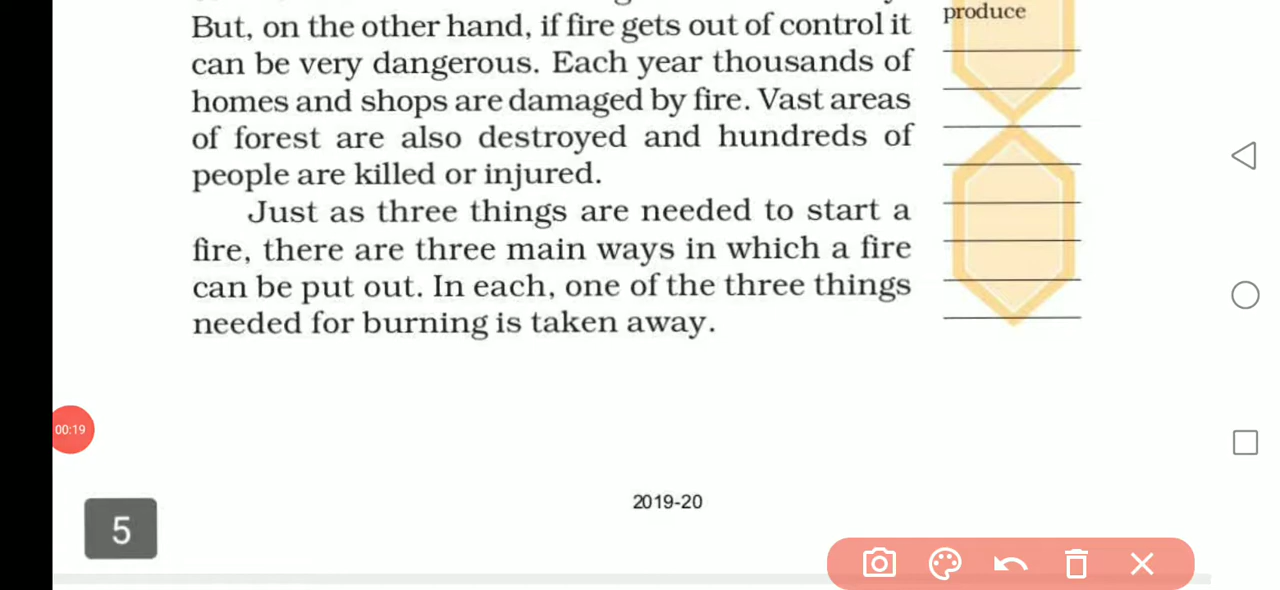 produce
But, on the other hand, if fire gets out of control it
can be very dangerous. Each year thousands of
homes and shops are damaged by fire. Vast areas
of forest are also destroyed and hundreds of
people are killed or injured.
Just as three things are needed to start a
fire, there are three main ways in which a fire
can be put out. In each, one of the three things
needed for burning is taken away.
00:19
2019-20
5